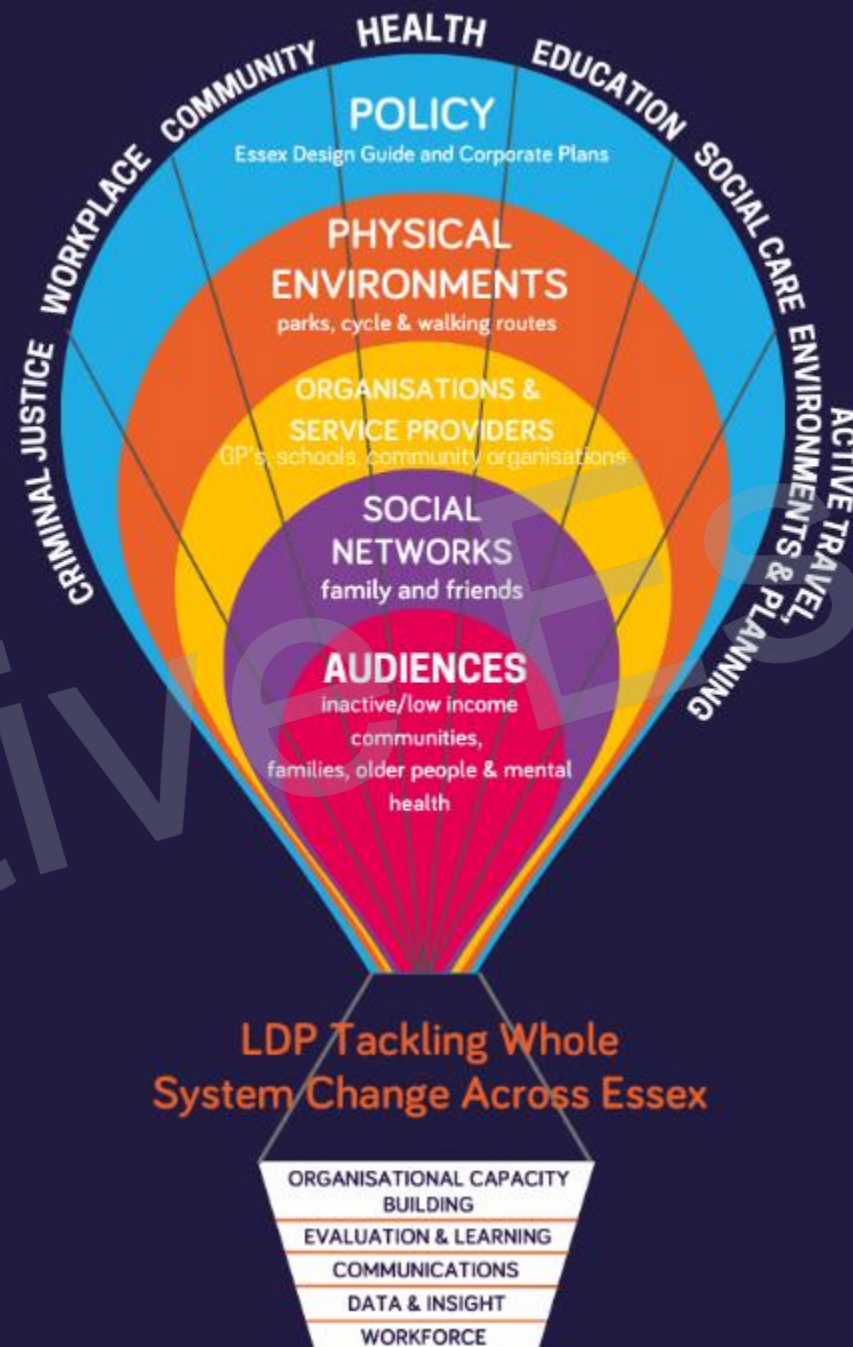 HEALTH
COMMUNITY
EDUCATION
WORKPLACE
SOCIAL CARE
CRIMINAL JUSTICE
ACTIVE TRAVEL,
ENVIRONMENTS & PLANNING
POLICY
Essex Design Guide and Corporate Plans
PHYSICAL
ENVIRONMENTS
parks, cycle & walking routes
ORGANISATIONS &
SERVICE PROVIDERS
GP's, schools, community organisations
SOCIAL
NETWORKS
family and friends
AUDIENCES
inactive/low income
communities,
families, older people & mental
health
LDP Tackling Whole
System Change Across Essex
ORGANISATIONAL CAPACITY
BUILDING
EVALUATION & LEARNING
COMMUNICATIONS
DATA & INSIGHT
WORKFORCE
tive Es